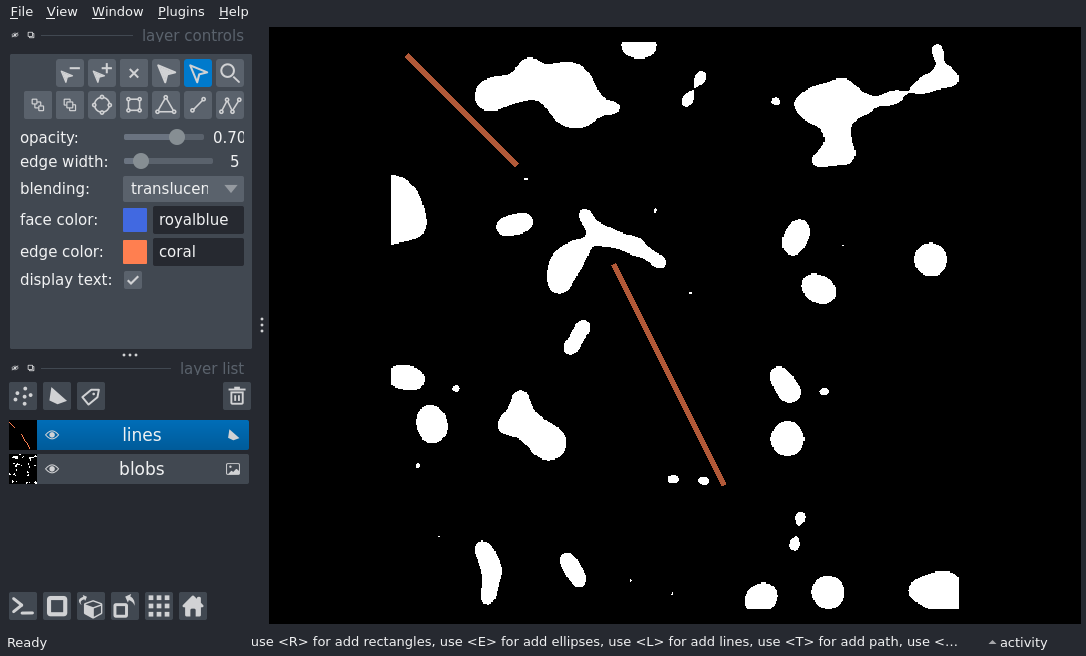 File View Window Plugins Help
layer controls
opacity: 0.70
edge width: 5
blending: translucen
face color: royalblue
edge color: coral
display text:
layer list
lines
blobs
Ready use <R> for add rectangles, use <E> for add ellipses, use <L> for add lines, use <T> for add path, use <... activity